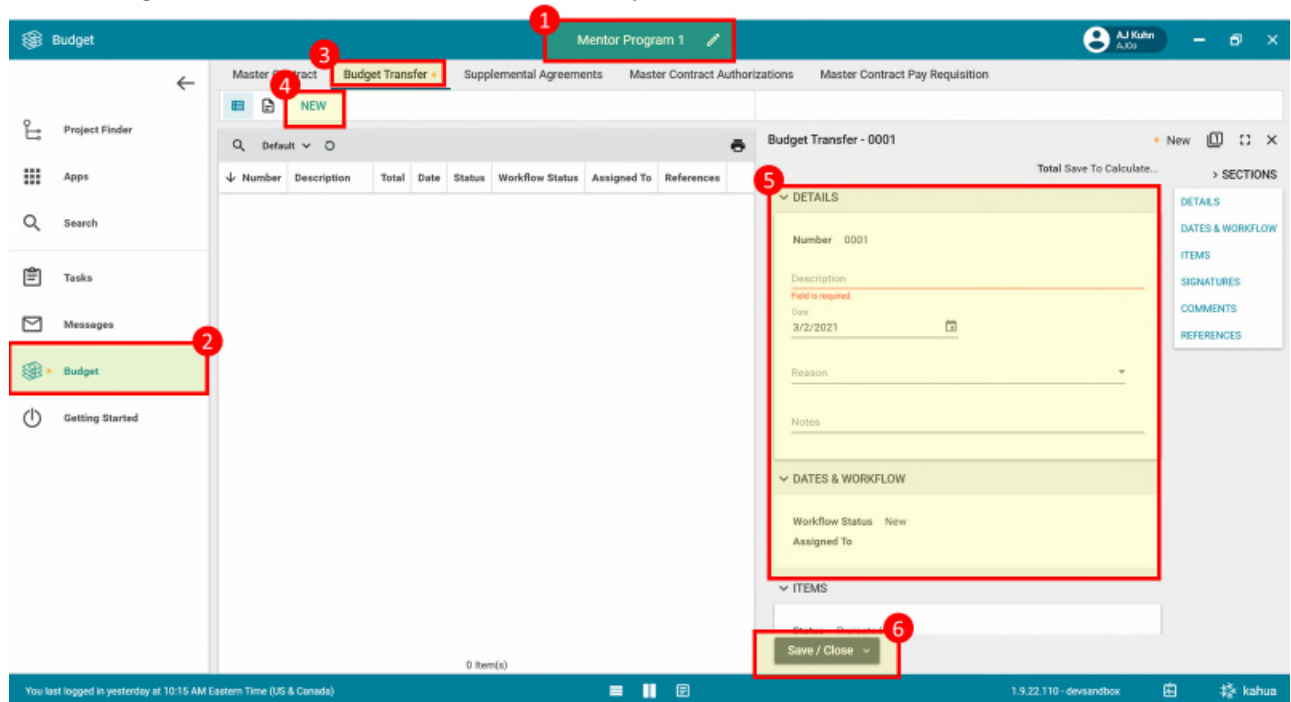 1
Budget
Mentor Program 1
AJ Kuhn
AJCo
3
Master Contract
Budget Transfer
Supplemental Agreements
Master Contract Authorizations
Master Contract Pay Requisition
4
NEW
Project Finder
Apps
Search
Tasks
Messages
2
Budget
Getting Started
Default
Number Description Total Date Status Workflow Status Assigned To References
0 Item(s)
Budget Transfer - 0001
New
Total Save To Calculate...
> SECTIONS
5
DETAILS
Number 0001
Description
Field is required.
Date
3/2/2021
Reason
Notes
DATES & WORKFLOW
Workflow Status New
Assigned To
ITEMS
Status
6
Save / Close
DETAILS
DATES & WORKFLOW
ITEMS
SIGNATURES
COMMENTS
REFERENCES
You last logged in yesterday at 10:15 AM Eastern Time (US & Canada)
1.9.22.110 - devsandbox
kahua